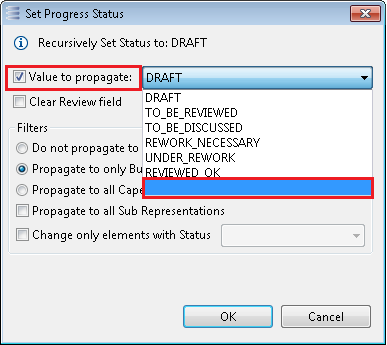 Set Progress Status
Recursively Set Status to: DRAFT
Value to propagate: DRAFT
DRAFT
Clear Review field
TO_BE_REVIEWED
TO_BE_DISCUSSED
Filters
REWORK_NECESSARY
Do not propagate to
UNDER_REWORK
Propagate to only Bu
REVIEWED_OK
Propagate to all Cape
Propagate to all Sub Representations
Change only elements with Status
OK Cancel